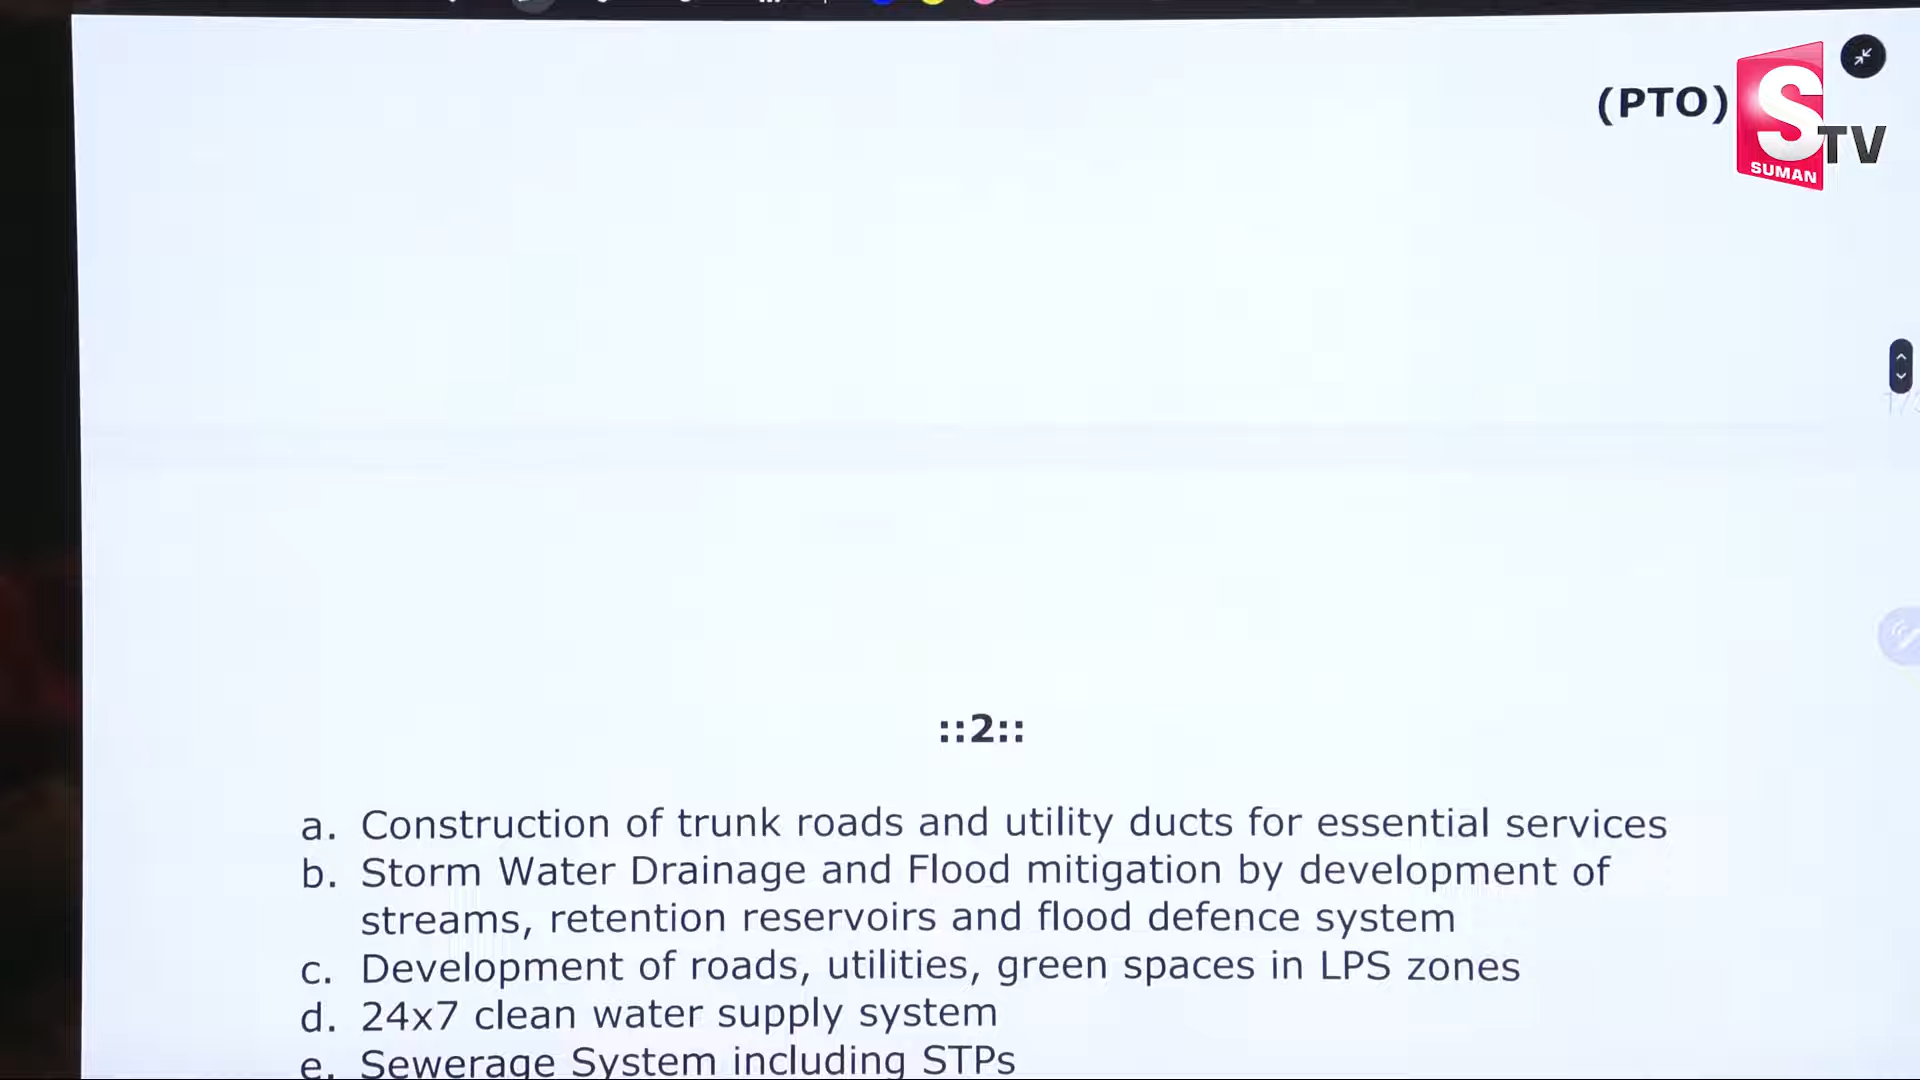 (PTO)
S
TV
SUMAN
::2::
a. Construction of trunk roads and utility ducts for essential services
b. Storm Water Drainage and Flood mitigation by development of
streams, retention reservoirs and flood defence system
c. Development of roads, utilities, green spaces in LPS zones
d. 24x7 clean water supply system
e. Sewerage System including STPs